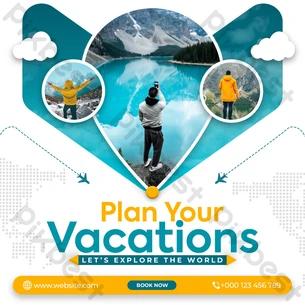 Plan Your
Vacations
LET'S EXPLORE THE WORLD
www.website.com
BOOK NOW
+000 123 456 789